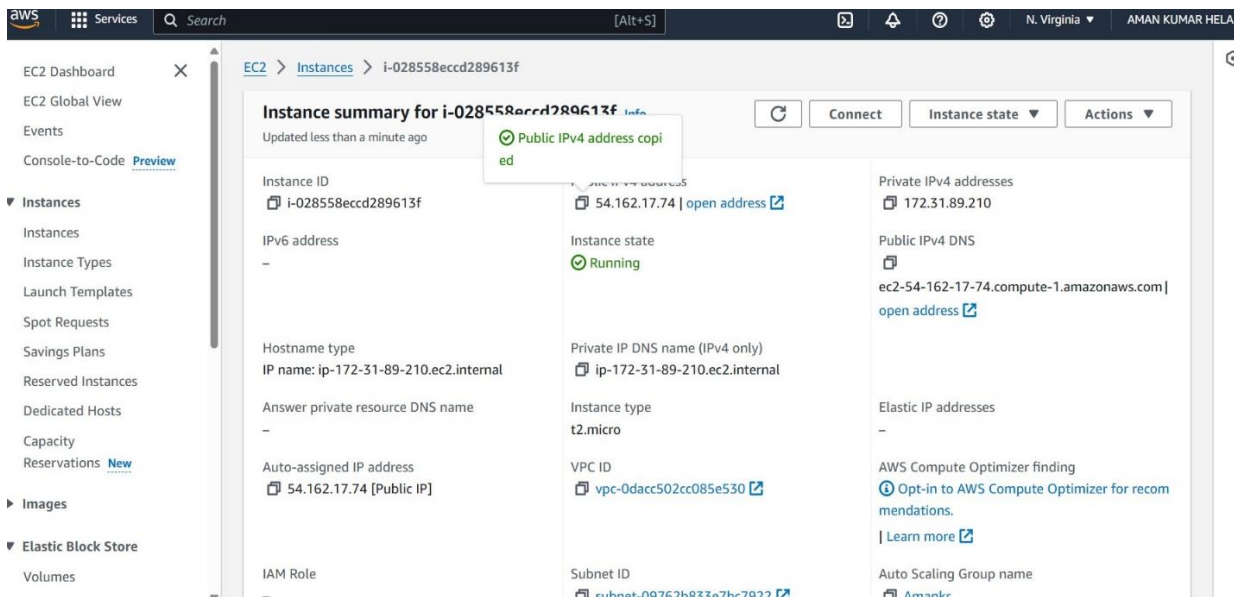 aws
Services
Search
[Alt+S]
N. Virginia ▼
AMAN KUMAR HELA
EC2 Dashboard
EC2 Global View
Events
Console-to-Code Preview
Instances
Instances
Instance Types
Launch Templates
Spot Requests
Savings Plans
Reserved Instances
Dedicated Hosts
Capacity
Reservations New
Images
Elastic Block Store
Volumes
EC2 > Instances > i-028558eccd289613f
Instance summary for i-028558eccd289613f Info
Updated less than a minute ago
Connect
Instance state ▼
Actions ▼
Public IPv4 address copi
ed
Instance ID
i-028558eccd289613f
Public IPv4 address
54.162.17.74 | open address
Private IPv4 addresses
172.31.89.210
IPv6 address
–
Instance state
Running
Public IPv4 DNS
ec2-54-162-17-74.compute-1.amazonaws.com |
open address
Hostname type
IP name: ip-172-31-89-210.ec2.internal
Private IP DNS name (IPv4 only)
ip-172-31-89-210.ec2.internal
Answer private resource DNS name
–
Instance type
t2.micro
Elastic IP addresses
–
Auto-assigned IP address
54.162.17.74 [Public IP]
VPC ID
vpc-0dacc502cc085e530
AWS Compute Optimizer finding
Opt-in to AWS Compute Optimizer for recom
mendations.
| Learn more
IAM Role
–
Subnet ID
subnet-09762b833e7bc7922
Auto Scaling Group name
Amankr